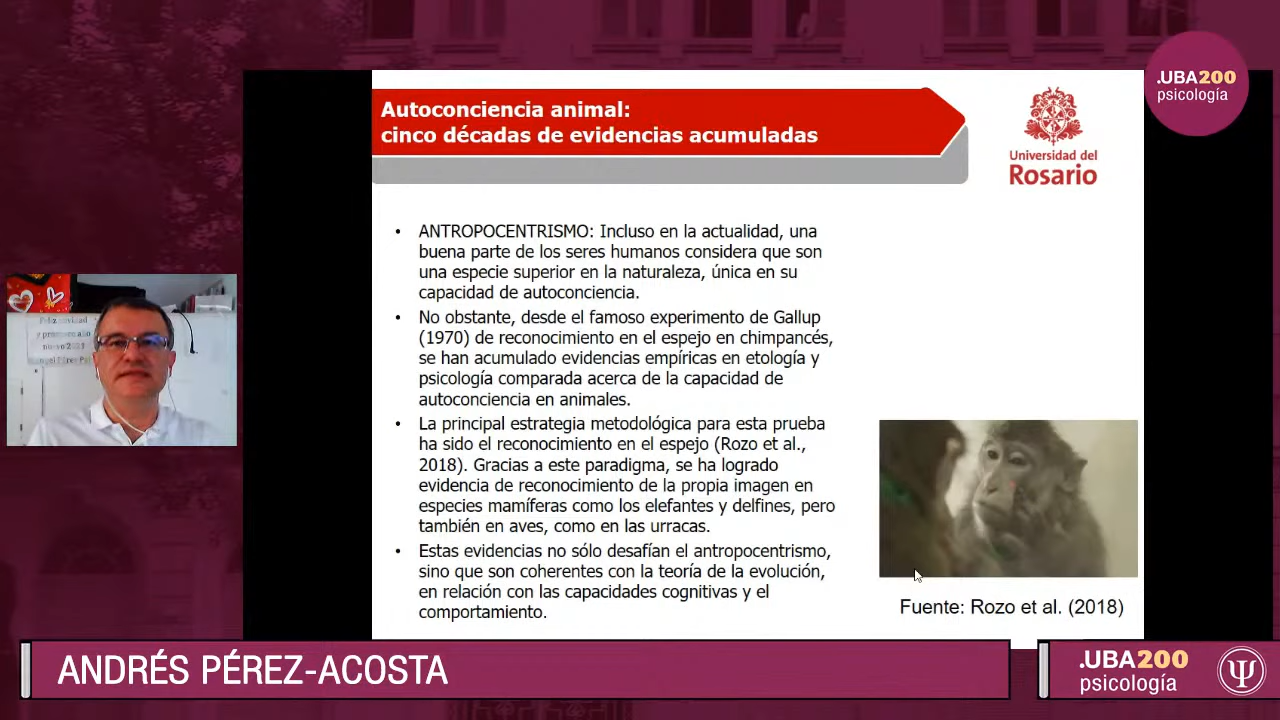 .UBA200
psicología
Autoconciencia animal:
cinco décadas de evidencias acumuladas
Universidad del
Rosario
• ANTROPOCENTRISMO: Incluso en la actualidad, una
buena parte de los seres humanos considera que son
una especie superior en la naturaleza, única en su
capacidad de autoconciencia.
• No obstante, desde el famoso experimento de Gallup
(1970) de reconocimiento en el espejo en chimpancés,
se han acumulado evidencias empíricas en etología y
psicología comparada acerca de la capacidad de
autoconciencia en animales.
• La principal estrategia metodológica para esta prueba
ha sido el reconocimiento en el espejo (Rozo et al.,
2018). Gracias a este paradigma, se ha logrado
evidencia de reconocimiento de la propia imagen en
especies mamíferas como los elefantes y delfines, pero
también en aves, como en las urracas.
• Estas evidencias no sólo desafían el antropocentrismo,
sino que son coherentes con la teoría de la evolución,
en relación con las capacidades cognitivas y el
comportamiento.
Fuente: Rozo et al. (2018)
ANDRÉS PÉREZ-ACOSTA
.UBA200
psicología